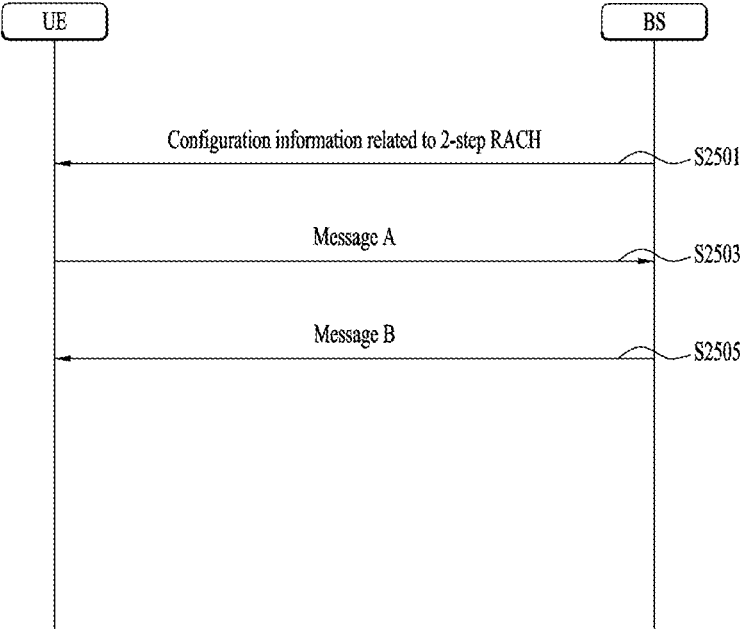 UE
BS
Configuration information related to 2-step RACH
S2501
Message A
S2503
Message B
S2505